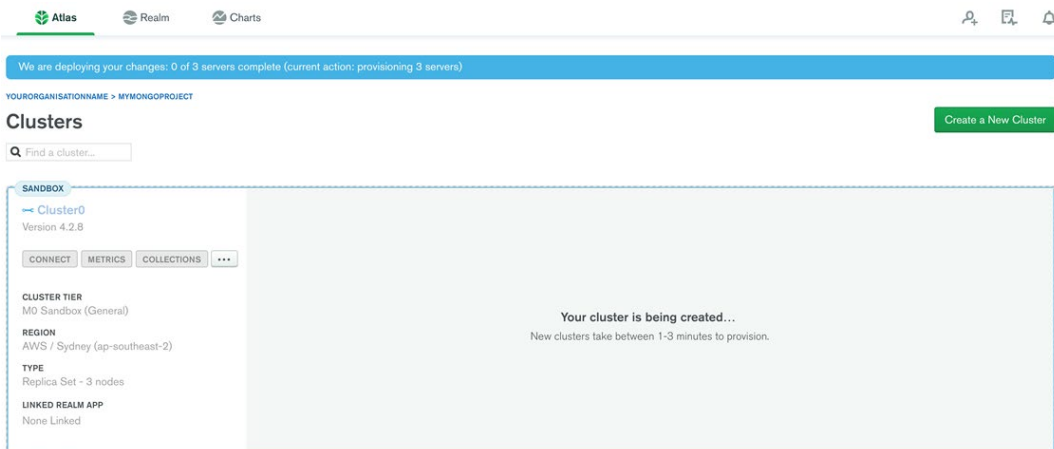 Atlas Realm Charts
We are deploying your changes: 0 of 3 servers complete (current action: provisioning 3 servers)
YOURORGANISATIONNAME > MYMONGOPROJECT
Clusters
Create a New Cluster
Find a cluster...
SANDBOX
Cluster0
Version 4.2.8
CONNECT METRICS COLLECTIONS ...
CLUSTER TIER
M0 Sandbox (General)
REGION
AWS / Sydney (ap-southeast-2)
TYPE
Replica Set - 3 nodes
LINKED REALM APP
None Linked
Your cluster is being created...
New clusters take between 1-3 minutes to provision.